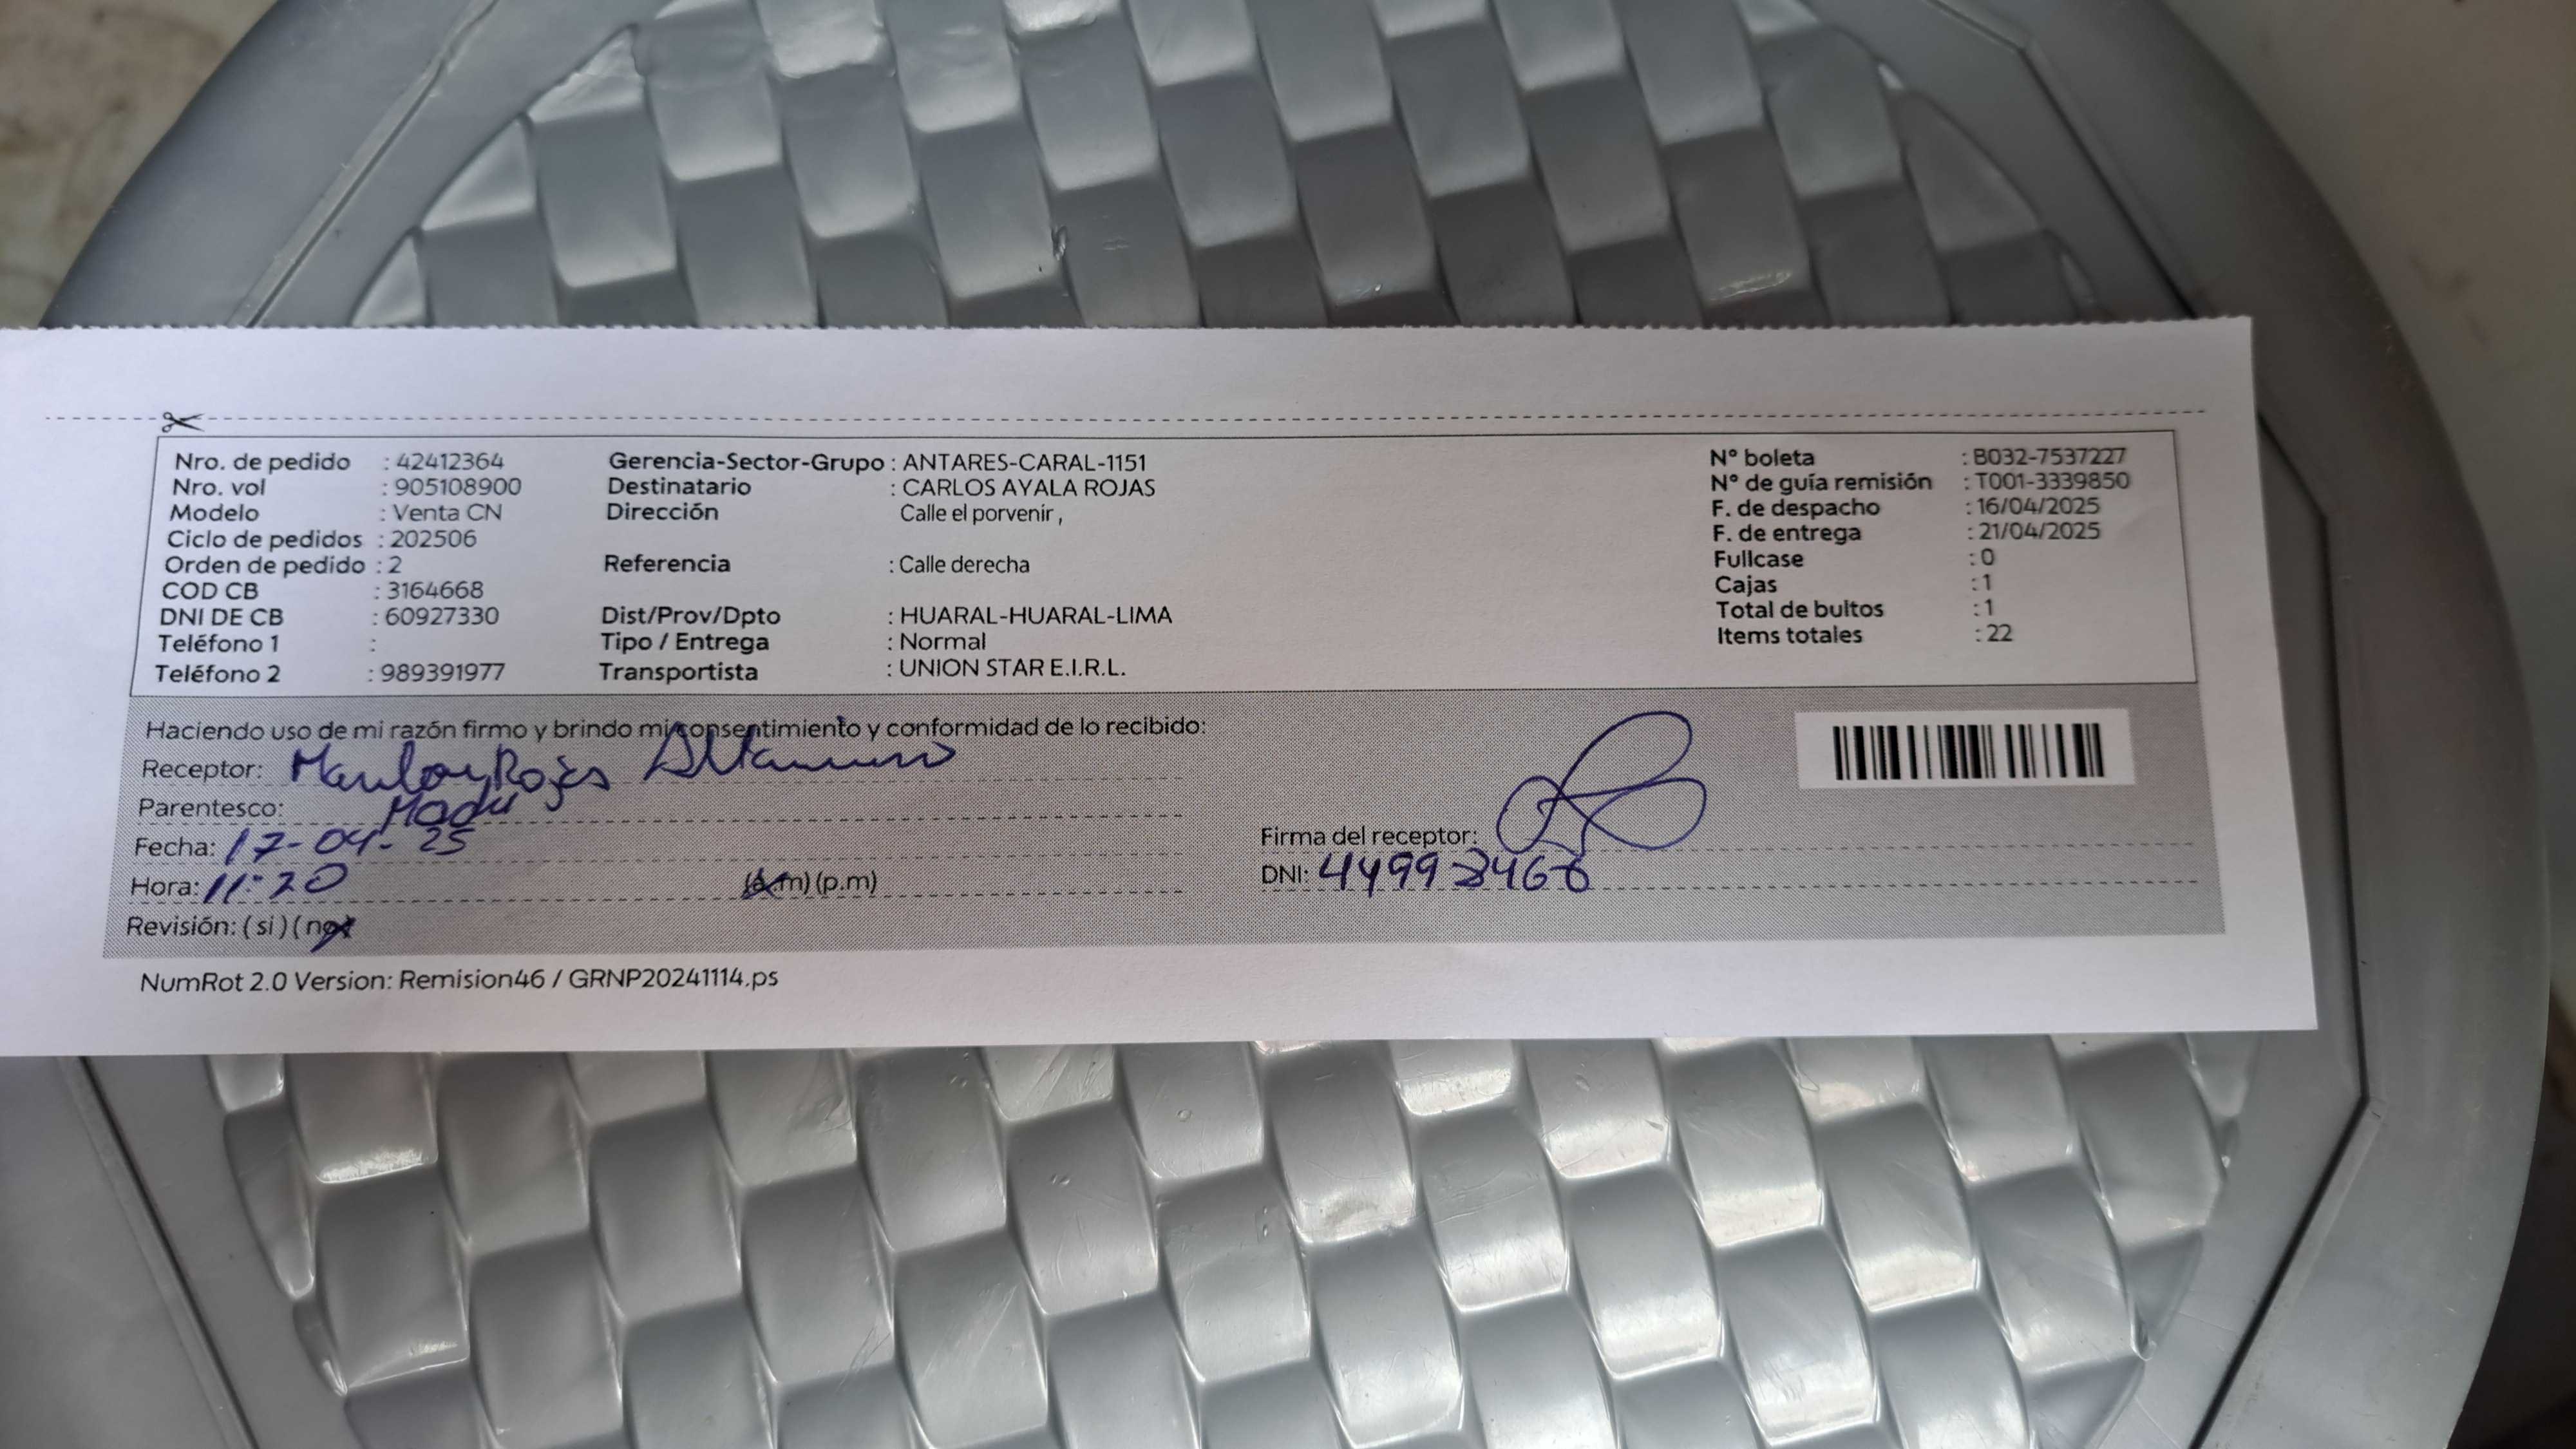 Nro. de pedido : 42412364
Nro. vol : 905108900
Modelo : Venta CN
Ciclo de pedidos : 202506
Orden de pedido : 2
COD CB : 3164668
DNI DE CB : 60927330
Teléfono 1 :
Teléfono 2 : 989391977
Gerencia-Sector-Grupo : ANTARES-CARAL-1151
Destinatario : CARLOS AYALA ROJAS
Dirección Calle el porvenir ,
Referencia : Calle derecha
Dist/Prov/Dpto : HUARAL-HUARAL-LIMA
Tipo / Entrega : Normal
Transportista : UNION STAR E.I.R.L.
N° boleta : B032-7537227
N° de guía remisión : T001-3339850
F. de despacho : 16/04/2025
F. de entrega : 21/04/2025
Fullcase : 0
Cajas : 1
Total de bultos : 1
Items totales : 22
Haciendo uso de mi razón firmo y brindo mi consentimiento y conformidad de lo recibido:
Receptor: Rojas
Parentesco:
Fecha: 17-04-25
Hora: 11:20 (a.m) (p.m)
Revisión: ( si ) ( no )
Firma del receptor:
DNI:
NumRot 2.0 Version: Remision46 / GRNP20241114.ps